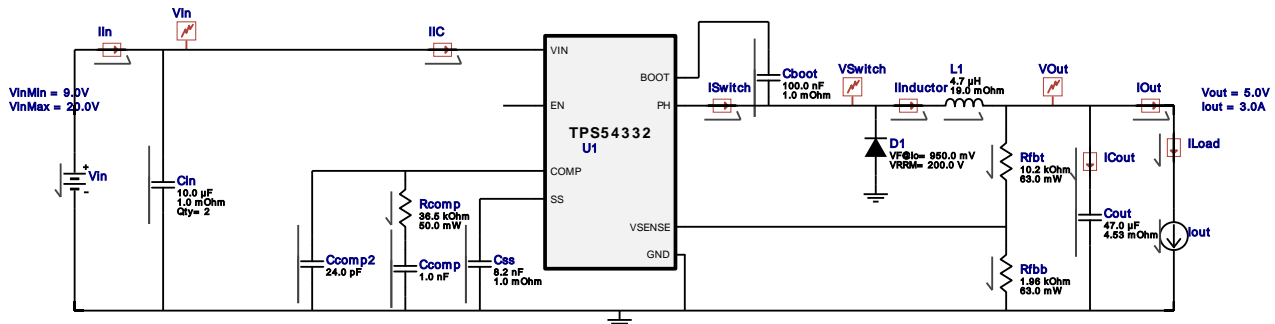 Vin
IIn
IIC
VinMin = 9.0V
VinMax = 20.0V
Vin
+
-
Cin
10.0 µF
1.0 mOhm
Qty= 2
Ccomp2
24.0 pF
Rcomp
36.5 kOhm
50.0 mW
Ccomp
1.0 nF
Css
8.2 nF
1.0 mOhm
VIN
EN
COMP
SS
TPS54332
U1
BOOT
PH
VSENSE
GND
ISwitch
Cboot
100.0 nF
1.0 mOhm
VSwitch
D1
VF@Io= 950.0 mV
VRRM= 200.0 V
IInductor
L1
4.7 µH
19.0 mOhm
VOut
Rfbt
10.2 kOhm
63.0 mW
Rfbb
1.96 kOhm
63.0 mW
ICout
Cout
47.0 µF
4.53 mOhm
IOut
ILoad
Iout
Vout = 5.0V
Iout = 3.0A